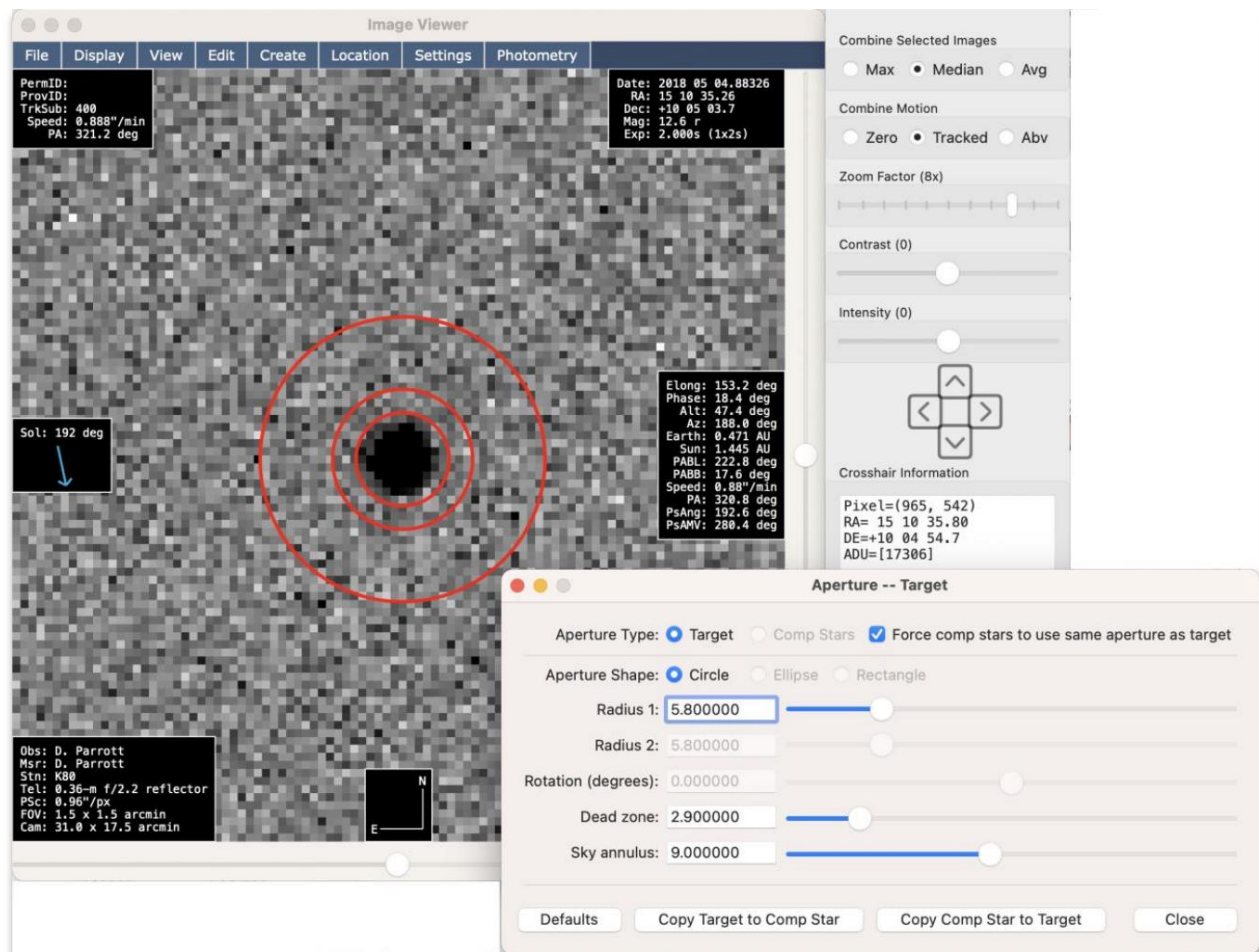 Image Viewer
File Display View Edit Create Location Settings Photometry
PermID:
ProvID:
TrkSub: 400
Speed: 0.888"/min
PA: 321.2 deg
Date: 2018 05 04.88326
RA: 15 10 35.26
Dec: +10 05 03.7
Mag: 12.6 r
Exp: 2.000s (1x2s)
Sol: 192 deg
Elong: 153.2 deg
Phase: 18.4 deg
Alt: 47.4 deg
Az: 188.0 deg
Earth: 0.471 AU
Sun: 1.445 AU
PABL: 222.8 deg
PABB: 17.6 deg
Speed: 0.88"/min
PA: 320.8 deg
PsAng: 192.6 deg
PsAMV: 280.4 deg
Obs: D. Parrott
Msr: D. Parrott
Stn: K80
Tel: 0.36-m f/2.2 reflector
PSc: 0.96"/px
FOV: 1.5 x 1.5 arcmin
Cam: 31.0 x 17.5 arcmin
N
E
Combine Selected Images
Max Median Avg
Combine Motion
Zero Tracked Abv
Zoom Factor (8x)
Contrast (0)
Intensity (0)
Crosshair Information
Pixel=(965, 542)
RA= 15 10 35.80
DE=+10 04 54.7
ADU=[17306]
Aperture -- Target
Aperture Type: Target Comp Stars Force comp stars to use same aperture as target
Aperture Shape: Circle Ellipse Rectangle
Radius 1: 5.800000
Radius 2: 5.800000
Rotation (degrees): 0.000000
Dead zone: 2.900000
Sky annulus: 9.000000
Defaults Copy Target to Comp Star Copy Comp Star to Target Close